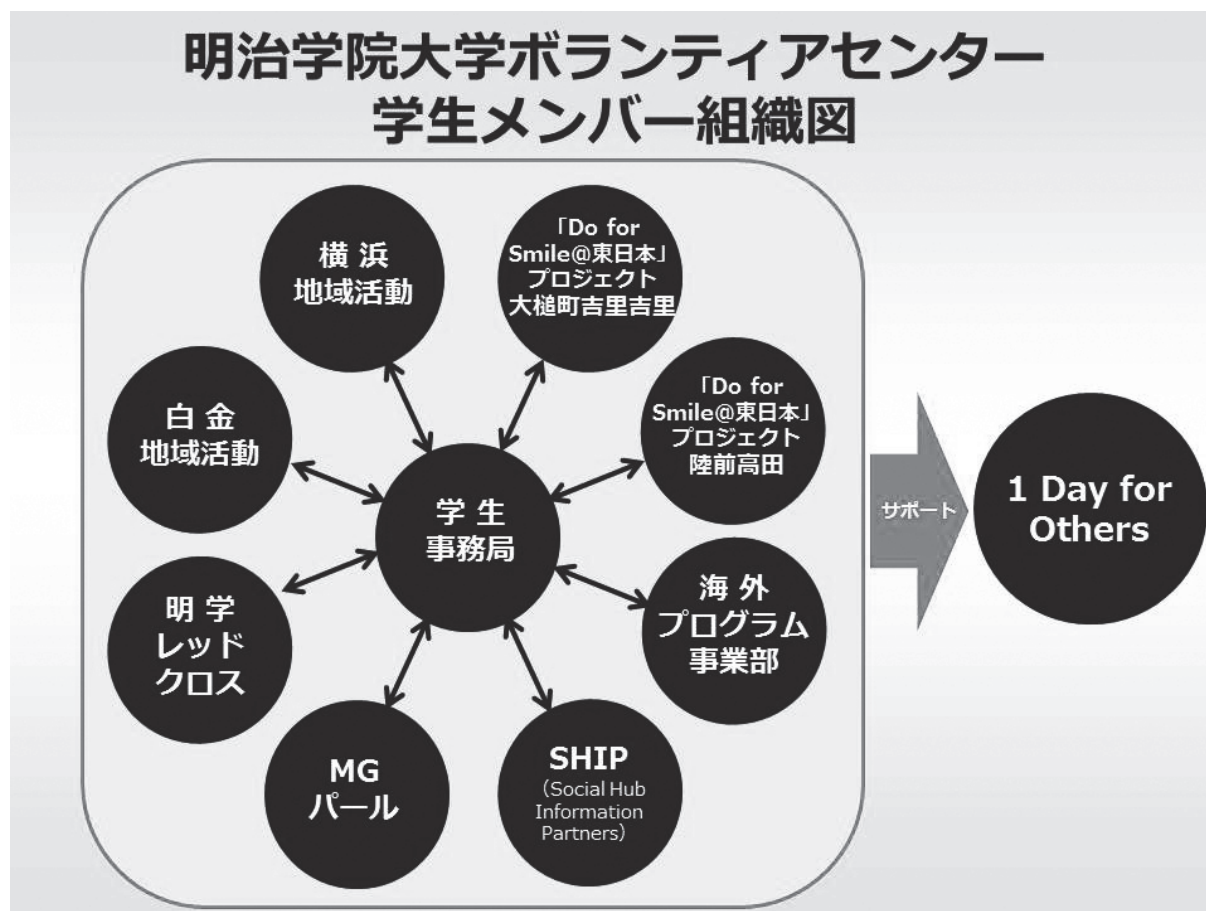 明治学院大学ボランティアセンター
学生メンバー組織図
横 浜
地域活動
「Do for
Smile@東日本」
プロジェクト
大槌町吉里吉里
「Do for
Smile@東日本」
プロジェクト
陸前高田
白 金
地域活動
学 生
事務局
サポート
1 Day for
Others
明 学
レッド
クロス
海 外
プログラム
事業部
MG
パール
SHIP
（Social Hub
Information
Partners）